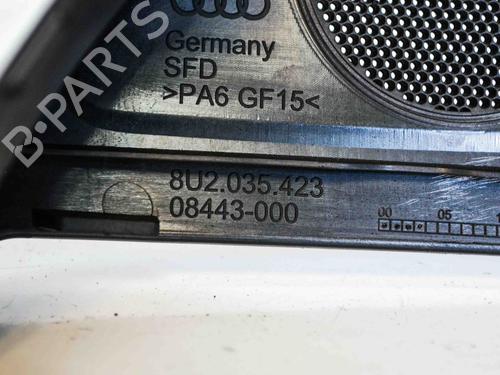 Germany
SFD
>PA6 GF15<
8U2.035.423
08443-000
00 05
B-PARTS